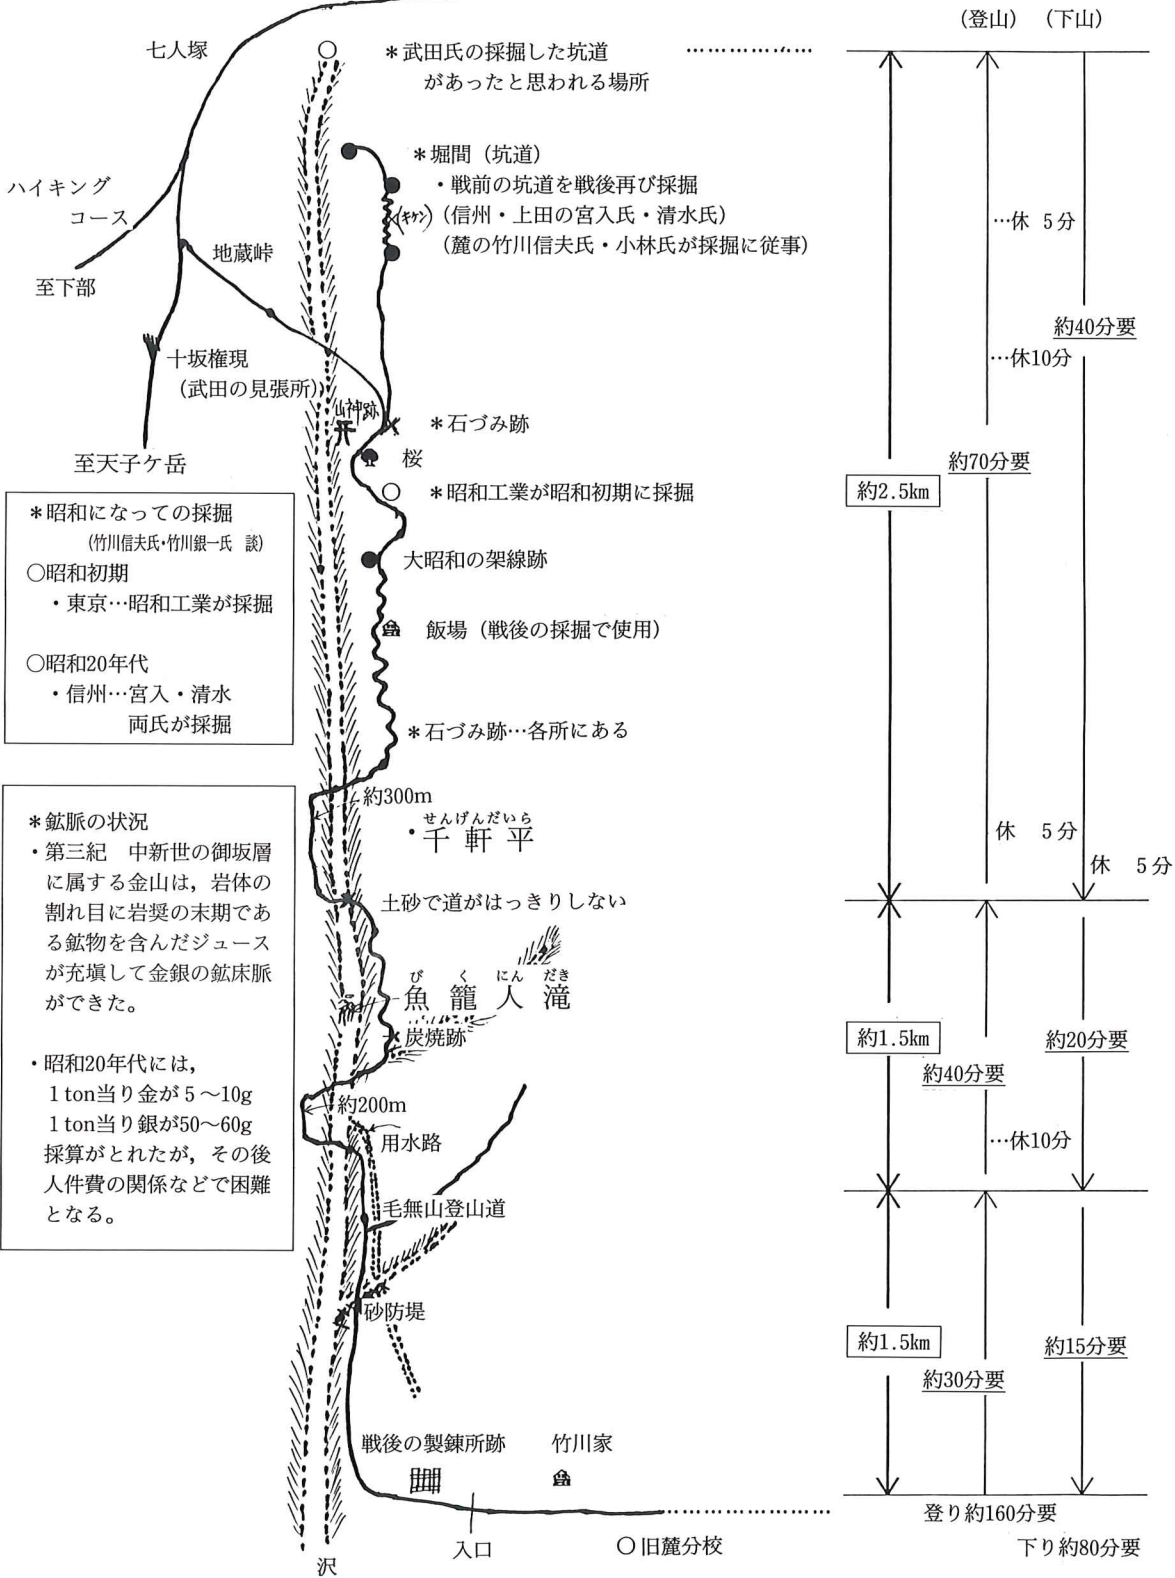 （登山）（下山）
七人塚
＊武田氏の採掘した坑道
があったと思われる場所
＊堀間（坑道）
・戦前の坑道を戦後再び採掘
(キケン)
（信州・上田の宮入氏・清水氏）
（麓の竹川信夫氏・小林氏が採掘に従事）
ハイキング
コース
至下部
地蔵峠
十坂権現
（武田の見張所）
至天子ケ岳
山神跡
＊石づみ跡
桜
＊昭和工業が昭和初期に採掘
大昭和の架線跡
飯場（戦後の採掘で使用）
＊石づみ跡…各所にある
＊昭和になっての採掘
（竹川信夫氏・竹川銀一氏　談）
○昭和初期
・東京…昭和工業が採掘
○昭和20年代
・信州…宮入・清水
両氏が採掘
＊鉱脈の状況
・第三紀　中新世の御坂層
に属する金山は，岩体の
割れ目に岩奨の末期であ
る鉱物を含んだジュース
が充塡して金銀の鉱床脈
ができた。
・昭和20年代には，
1 ton当り金が 5 〜10g
1 ton当り銀が50〜60g
採算がとれたが，その後
人件費の関係などで困難
となる。
約300m
せんげんだいら
・千軒平
土砂で道がはっきりしない
び く にん だき
魚籠人滝
炭焼跡
約200m
用水路
毛無山登山道
砂防堤
戦後の製錬所跡
竹川家
入口
○旧麓分校
沢
…休 5分
約40分要
…休10分
約70分要
約2.5km
休 5分
休 5分
約1.5km
約20分要
約40分要
…休10分
約1.5km
約15分要
約30分要
登り約160分要
下り約80分要